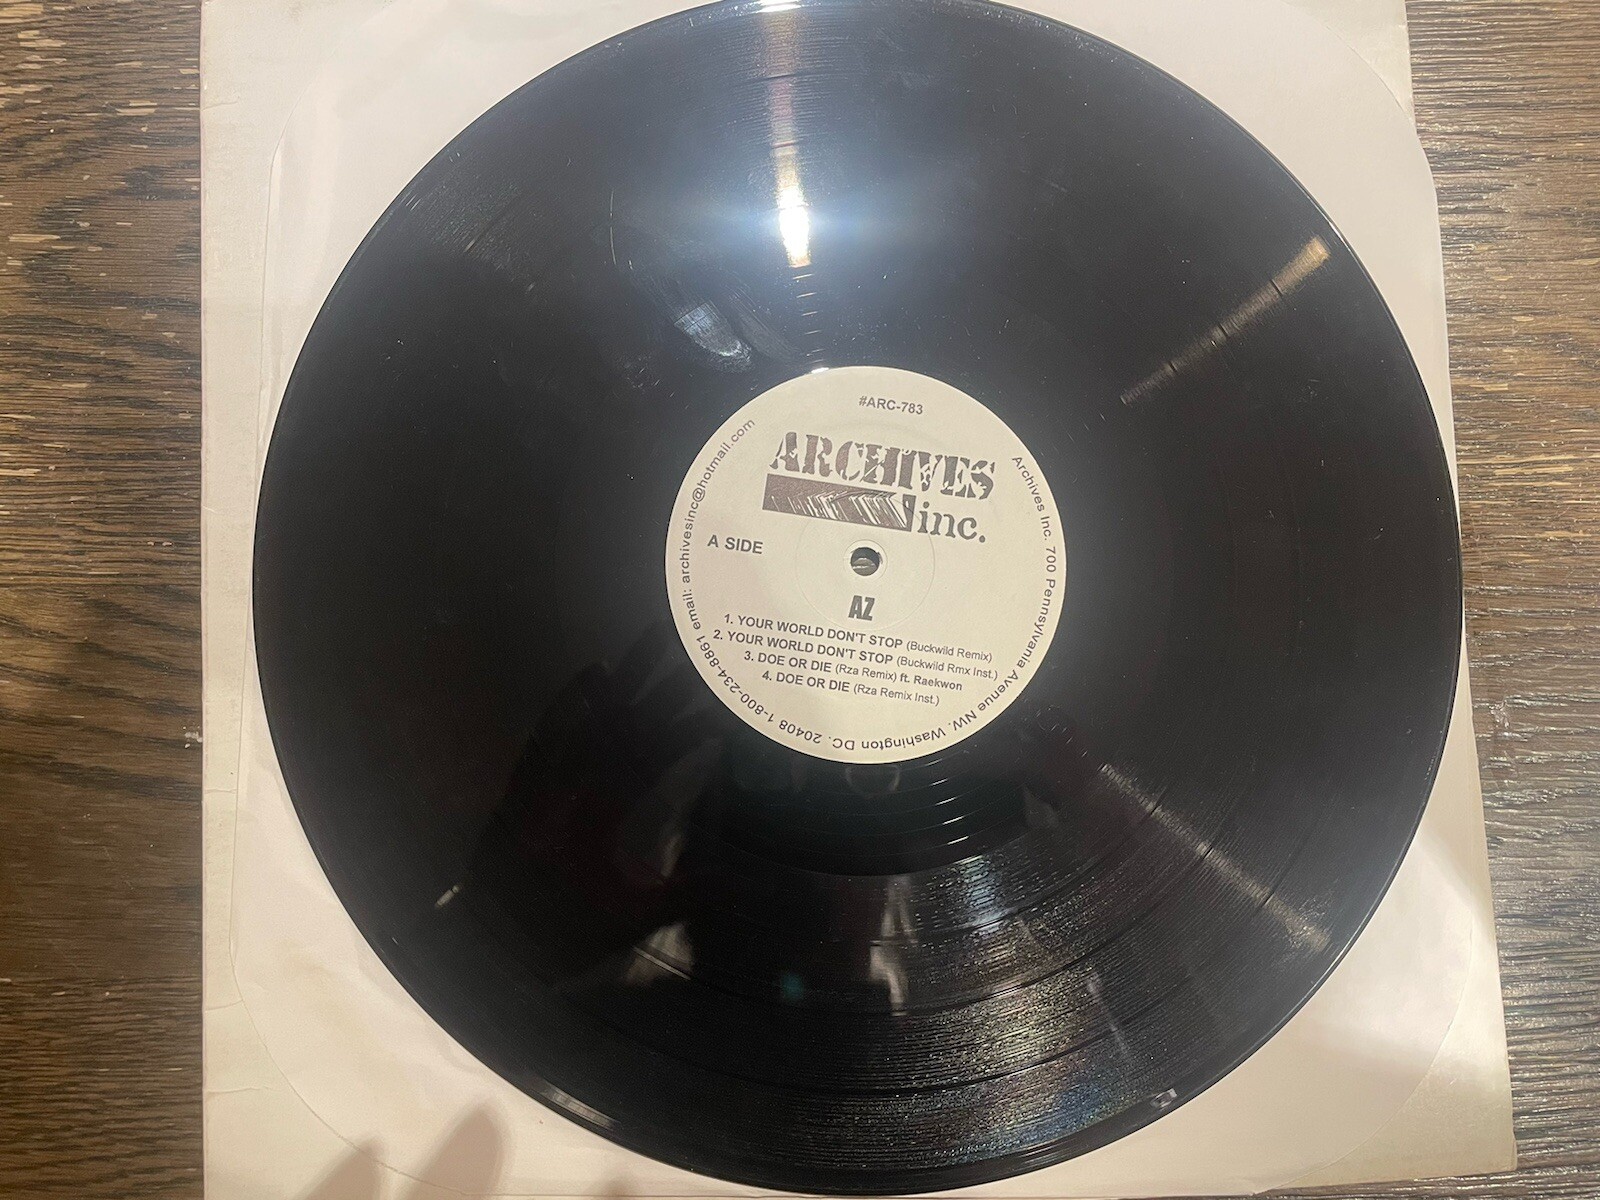 #ARC-783
ARCHIVES
inc.
A SIDE
AZ
1. YOUR WORLD DON'T STOP (Buckwild Remix)
2. YOUR WORLD DON'T STOP (Buckwild Rmx Inst.)
3. DOE OR DIE (Rza Remix) ft. Raekwon
4. DOE OR DIE (Rza Remix Inst.)
Archives Inc. 700 Pennsylvania Avenue NW. Washington DC. 20408 1-800-234-8861 email: archivesinc@hotmail.com